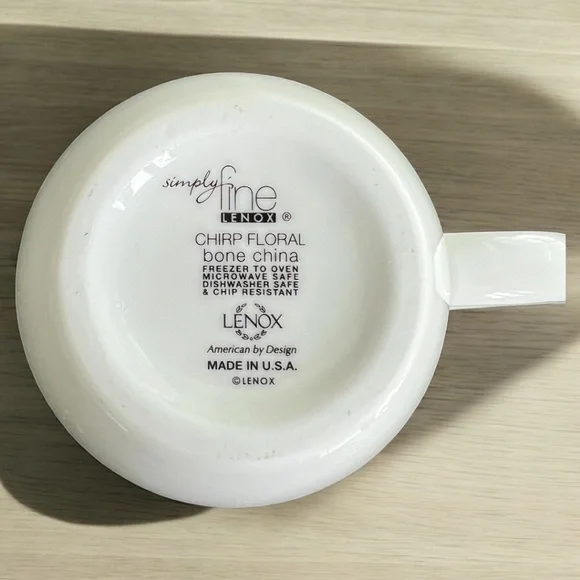 simply fine
LENOX ®
CHIRP FLORAL
bone china
FREEZER TO OVEN
MICROWAVE SAFE
DISHWASHER SAFE
& CHIP RESISTANT
LENOX
American by Design
MADE IN U.S.A.
©LENOX